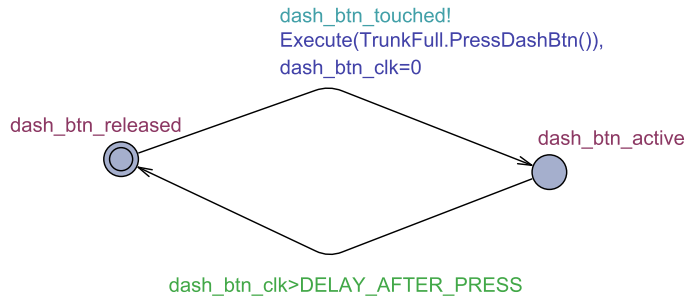 dash_btn_touched!
Execute(TrunkFull.PressDashBtn()),
dash_btn_clk=0
dash_btn_released
dash_btn_active
dash_btn_clk>DELAY_AFTER_PRESS